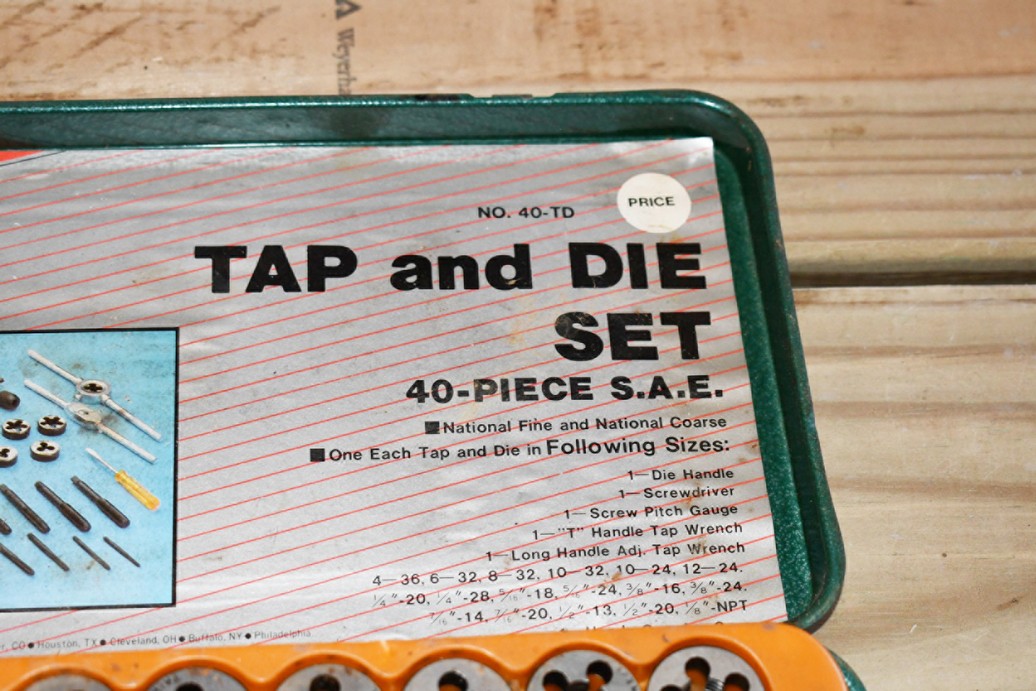 NO. 40-TD
PRICE
TAP and DIE
SET
40-PIECE S.A.E.
■National Fine and National Coarse
■One Each Tap and Die in Following Sizes:
1—Die Handle
1—Screwdriver
1—Screw Pitch Gauge
1—"T" Handle Tap Wrench
1—Long Handle Adj. Tap Wrench
4—36, 6—32, 8—32, 10—32, 10—24, 12—24.
1/4"-20, 1/4"-28, 5/16"-18, 5/16"-24, 3/8"-16, 3/8"-24.
7/16"-14, 7/16"-20, 1/2"-13, 1/2"-20, 1/8"-NPT
CO ● Houston, TX ● Cleveland, OH ● Buffalo, NY ● Philadelphia